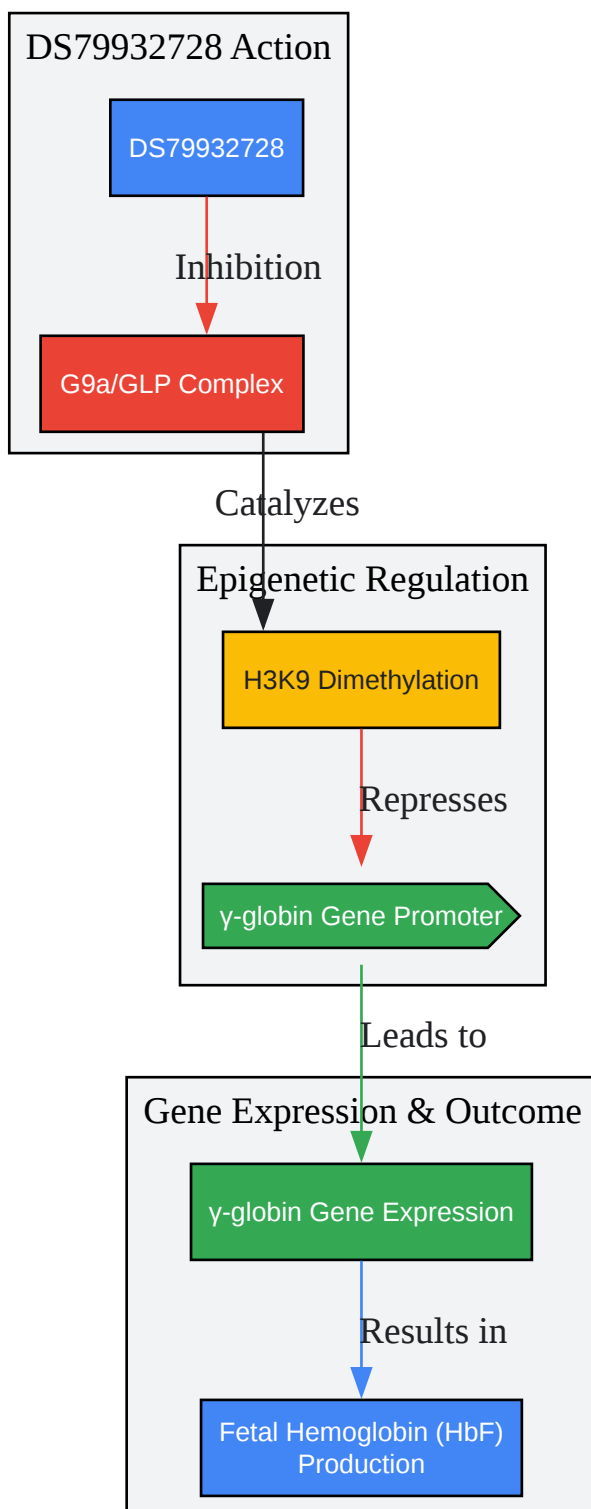 DS79932728 Action
DS79932728
Inhibition
G9a/GLP Complex
Catalyzes
Epigenetic Regulation
H3K9 Dimethylation
Represses
γ-globin Gene Promoter
Leads to
Gene Expression & Outcome
γ-globin Gene Expression
Results in
Fetal Hemoglobin (HbF)
Production